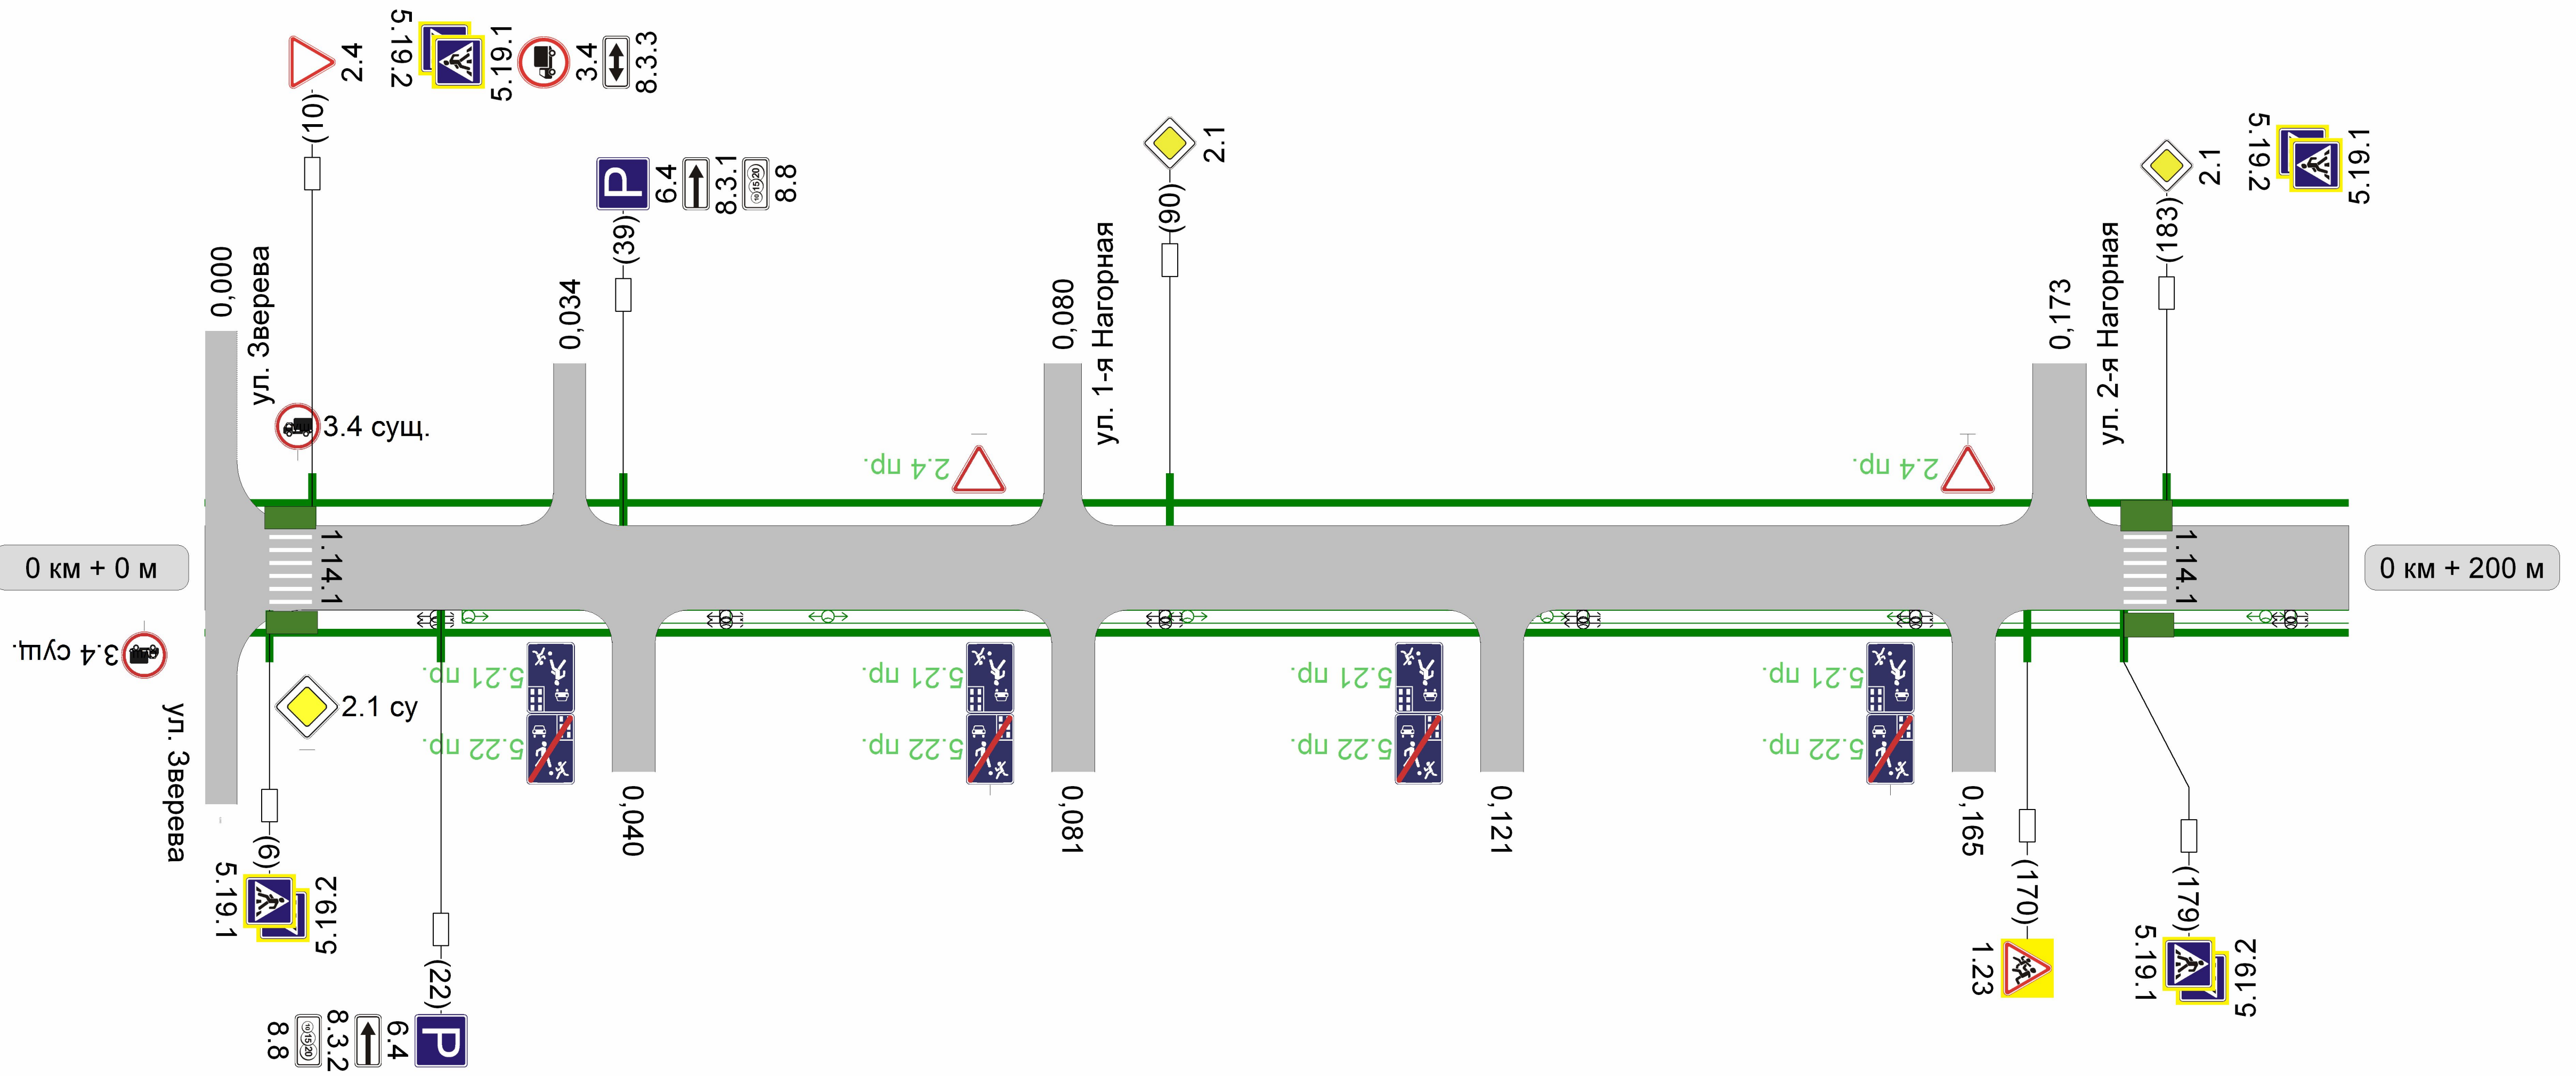 2.4
(10)
5.19.2
5.19.1
3.4
8.3.3
P
6.4
8.3.1
10 15 20
8.8
(39)
2.1
(90)
2.1
(183)
5.19.2
5.19.1
0,000
ул. Зверева
0,034
0,080
ул. 1-я Нагорная
0,173
ул. 2-я Нагорная
3.4 сущ.
2.4 пр.
2.4 пр.
0 км + 0 м
1.14.1
1.14.1
0 км + 200 м
3.4 сущ.
2.1 су
5.21 пр.
5.22 пр.
5.21 пр.
5.22 пр.
5.21 пр.
5.22 пр.
5.21 пр.
5.22 пр.
ул. Зверева
0,040
0,081
0,121
0,165
(6)
5.19.1
5.19.2
(22)
8.8
10 15 20
8.3.2
6.4
P
(170)
1.23
(179)
5.19.1
5.19.2